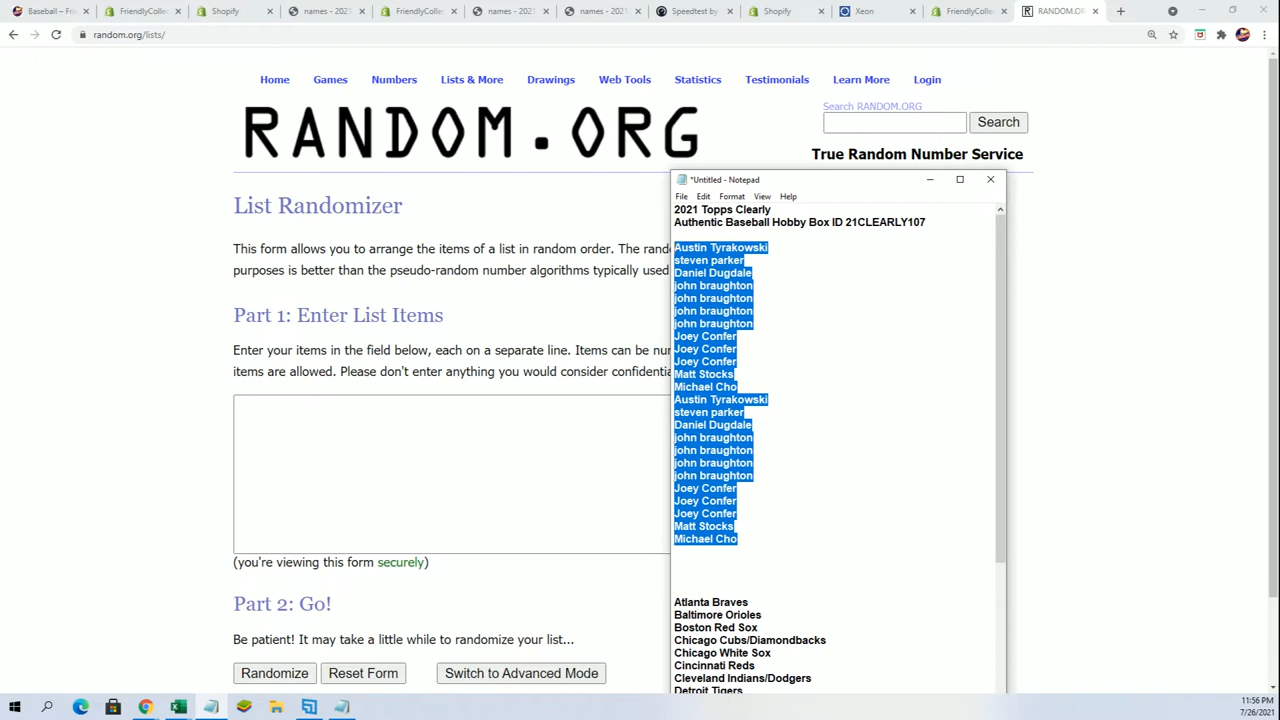 Baseball – Fr
FriendlyColle
Shopify
names - 2021
FriendlyColle
names - 2021
names - 2021
Speedtest by
Shopify
Xeon
FriendlyColle
RANDOM.OR
random.org/lists/
Home Games Numbers Lists & More Drawings Web Tools Statistics Testimonials Learn More Login
RANDOM.ORG
Search RANDOM.ORG
Search
True Random Number Service
List Randomizer
This form allows you to arrange the items of a list in random order. The rand
purposes is better than the pseudo-random number algorithms typically used
Part 1: Enter List Items
Enter your items in the field below, each on a separate line. Items can be nu
items are allowed. Please don't enter anything you would consider confidentia
(you're viewing this form securely)
Part 2: Go!
Be patient! It may take a little while to randomize your list...
Randomize Reset Form Switch to Advanced Mode
*Untitled - Notepad
File Edit Format View Help
2021 Topps Clearly
Authentic Baseball Hobby Box ID 21CLEARLY107
Austin Tyrakowski
steven parker
Daniel Dugdale
john braughton
john braughton
john braughton
john braughton
Joey Confer
Joey Confer
Joey Confer
Matt Stocks
Michael Cho
Austin Tyrakowski
steven parker
Daniel Dugdale
john braughton
john braughton
john braughton
john braughton
Joey Confer
Joey Confer
Joey Confer
Matt Stocks
Michael Cho
Atlanta Braves
Baltimore Orioles
Boston Red Sox
Chicago Cubs/Diamondbacks
Chicago White Sox
Cincinnati Reds
Cleveland Indians/Dodgers
Detroit Tigers
11:56 PM
7/26/2021